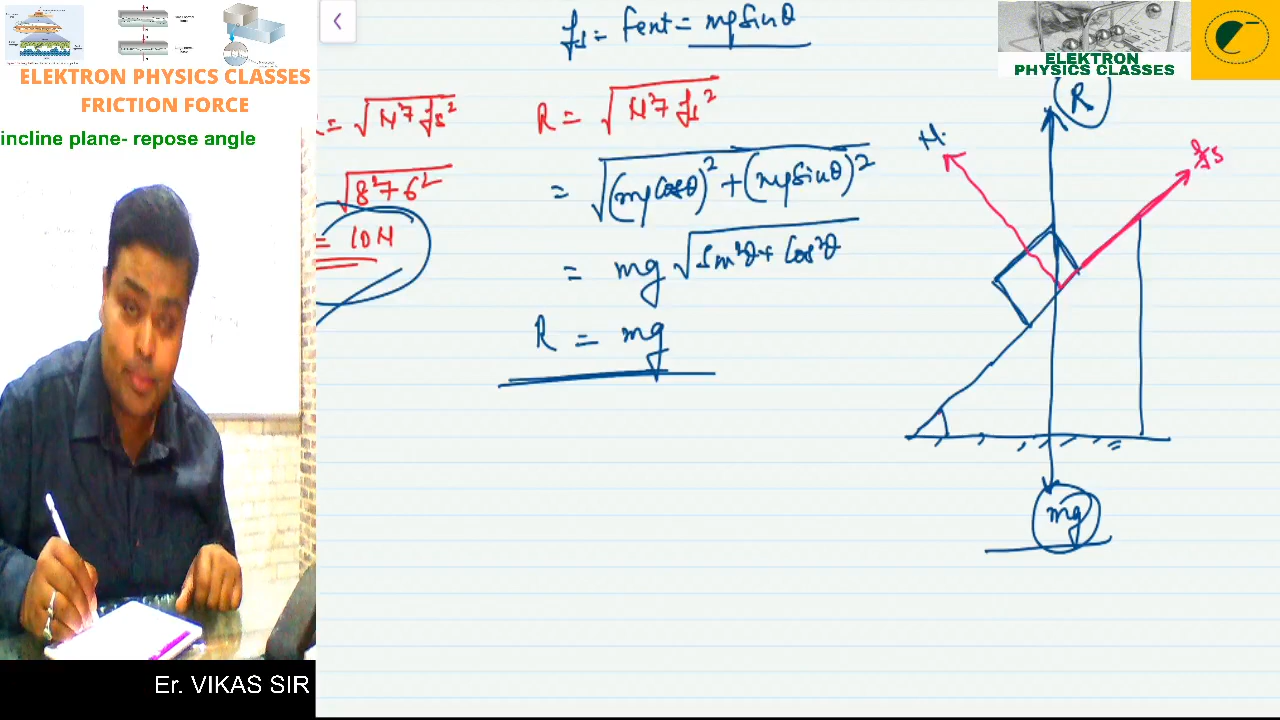 ELEKTRON PHYSICS CLASSES
FRICTION FORCE
incline plane- repose angle
Er. VIKAS SIR
fs = fext = mg sinθ
R = √N²+fs²
= √8²+6²
= 10N
R = √N²+fs²
= √(mg cosθ)² + (mg sinθ)²
= mg √sin²θ + cos²θ
R = mg
ELEKTRON
PHYSICS CLASSES
R
N
fs
mg